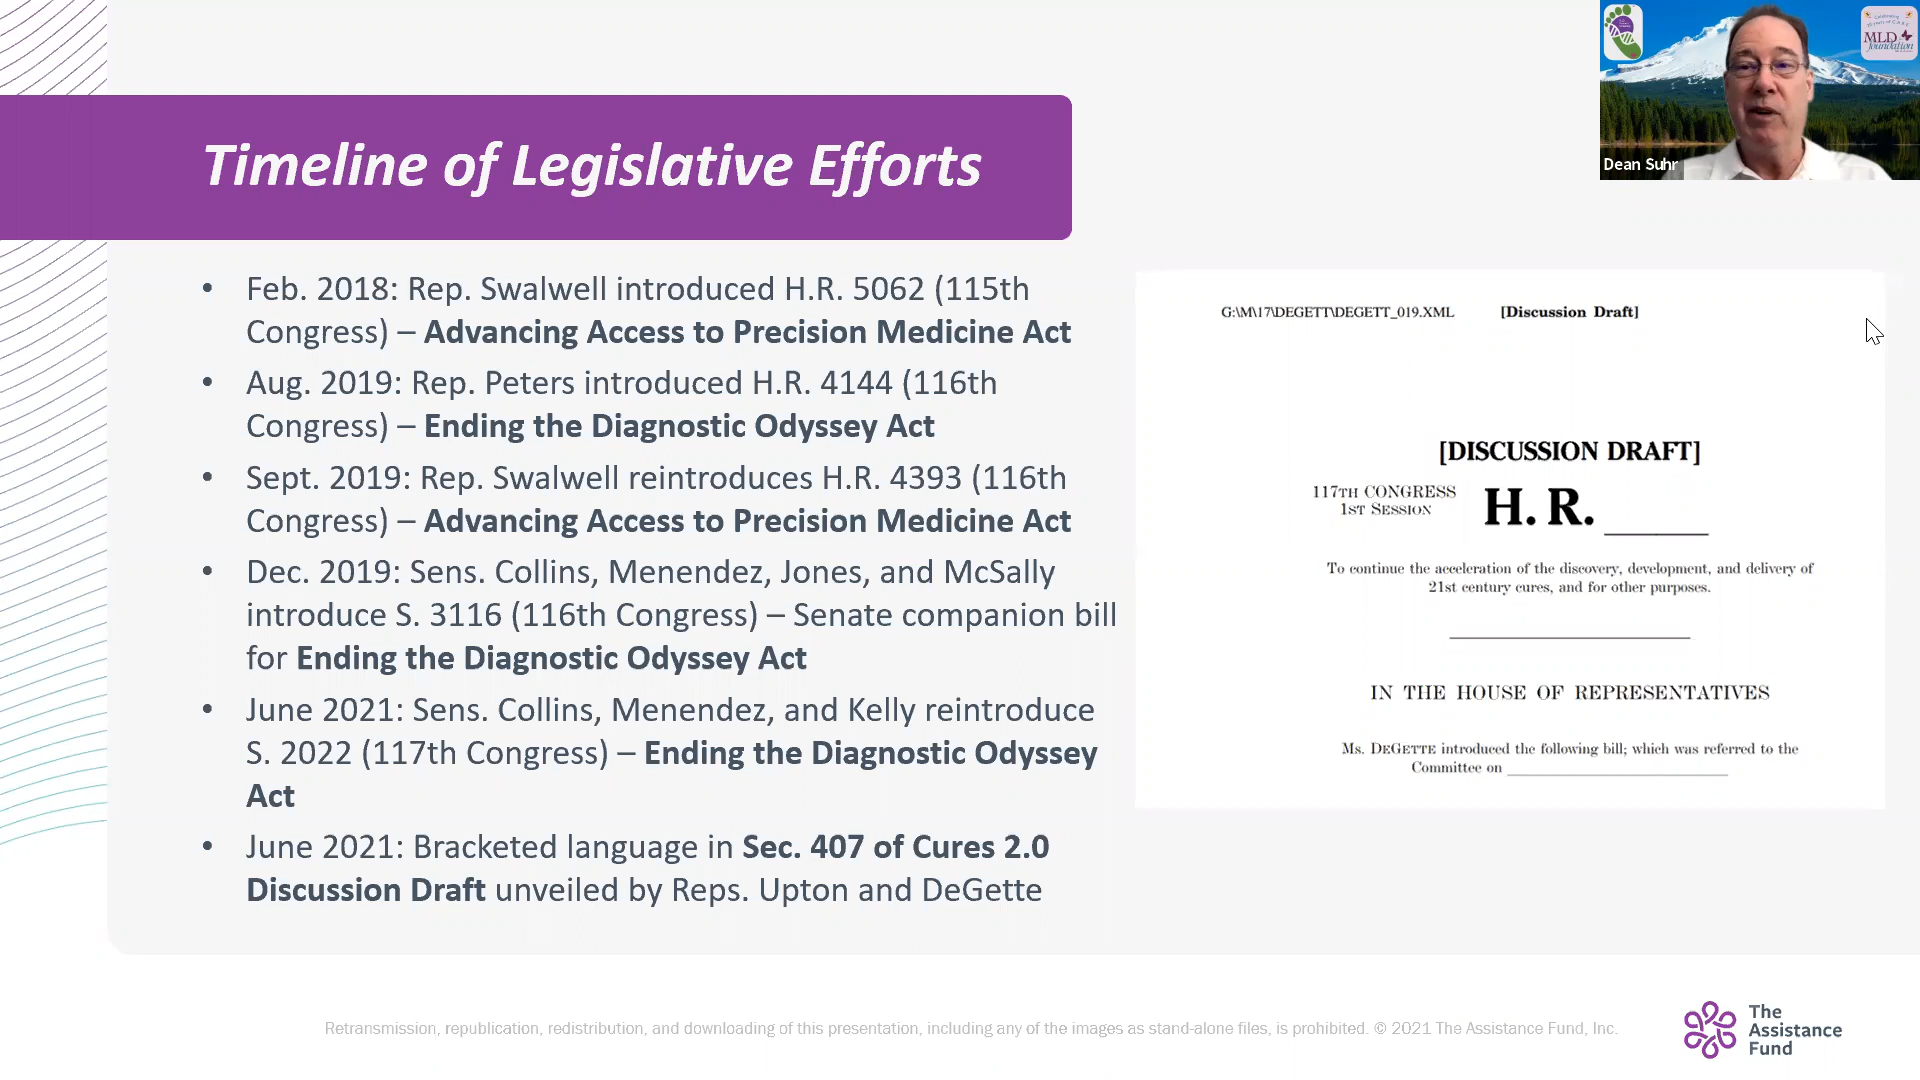 Timeline of Legislative Efforts
• Feb. 2018: Rep. Swalwell introduced H.R. 5062 (115th
Congress) – Advancing Access to Precision Medicine Act
• Aug. 2019: Rep. Peters introduced H.R. 4144 (116th
Congress) – Ending the Diagnostic Odyssey Act
• Sept. 2019: Rep. Swalwell reintroduces H.R. 4393 (116th
Congress) – Advancing Access to Precision Medicine Act
• Dec. 2019: Sens. Collins, Menendez, Jones, and McSally
introduce S. 3116 (116th Congress) – Senate companion bill
for Ending the Diagnostic Odyssey Act
• June 2021: Sens. Collins, Menendez, and Kelly reintroduce
S. 2022 (117th Congress) – Ending the Diagnostic Odyssey
Act
• June 2021: Bracketed language in Sec. 407 of Cures 2.0
Discussion Draft unveiled by Reps. Upton and DeGette
MLD
foundation
Dean Suhr
G:\M\17\DEGETT\DEGETT_019.XML [Discussion Draft]
[DISCUSSION DRAFT]
117TH CONGRESS
1ST SESSION
H. R. ______
To continue the acceleration of the discovery, development, and delivery of
21st century cures, and for other purposes.
IN THE HOUSE OF REPRESENTATIVES
Ms. DEGETTE introduced the following bill; which was referred to the
Committee on ______
Retransmission, republication, redistribution, and downloading of this presentation, including any of the images as stand-alone files, is prohibited. © 2021 The Assistance Fund, Inc.
The
Assistance
Fund